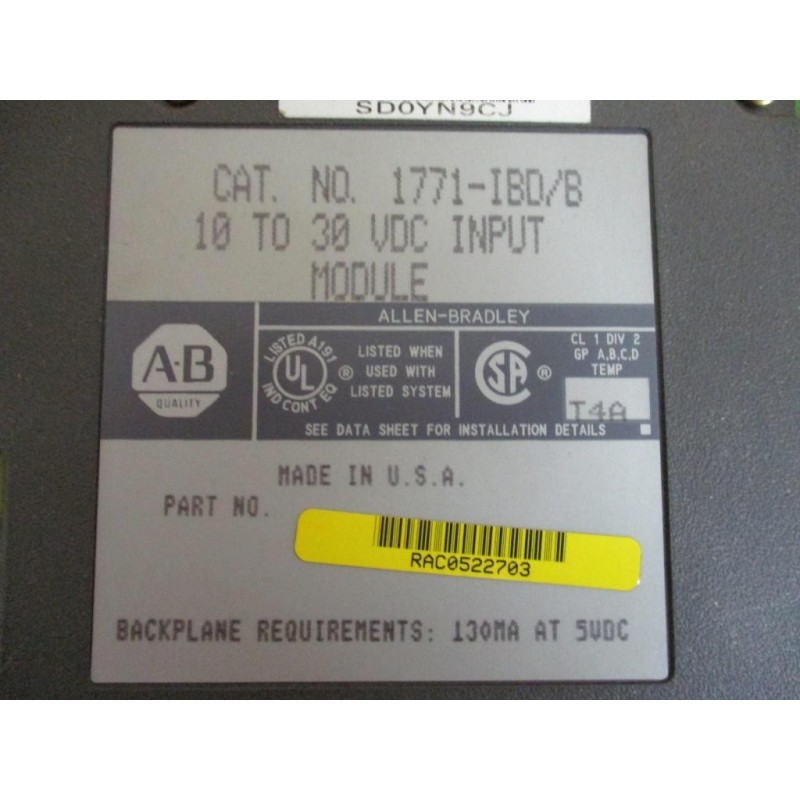 SD0YN9CJ
CAT. NO. 1771-IBD/B
10 TO 30 VDC INPUT
MODULE
ALLEN-BRADLEY
A-B
QUALITY
LISTED A191
UL
IND CONT EQ
®
LISTED WHEN
USED WITH
LISTED SYSTEM
CSA
®
CL 1 DIV 2
GP A,B,C,D
TEMP
T4A
SEE DATA SHEET FOR INSTALLATION DETAILS
MADE IN U.S.A.
PART NO.
RAC0522703
BACKPLANE REQUIREMENTS: 130MA AT 5VDC